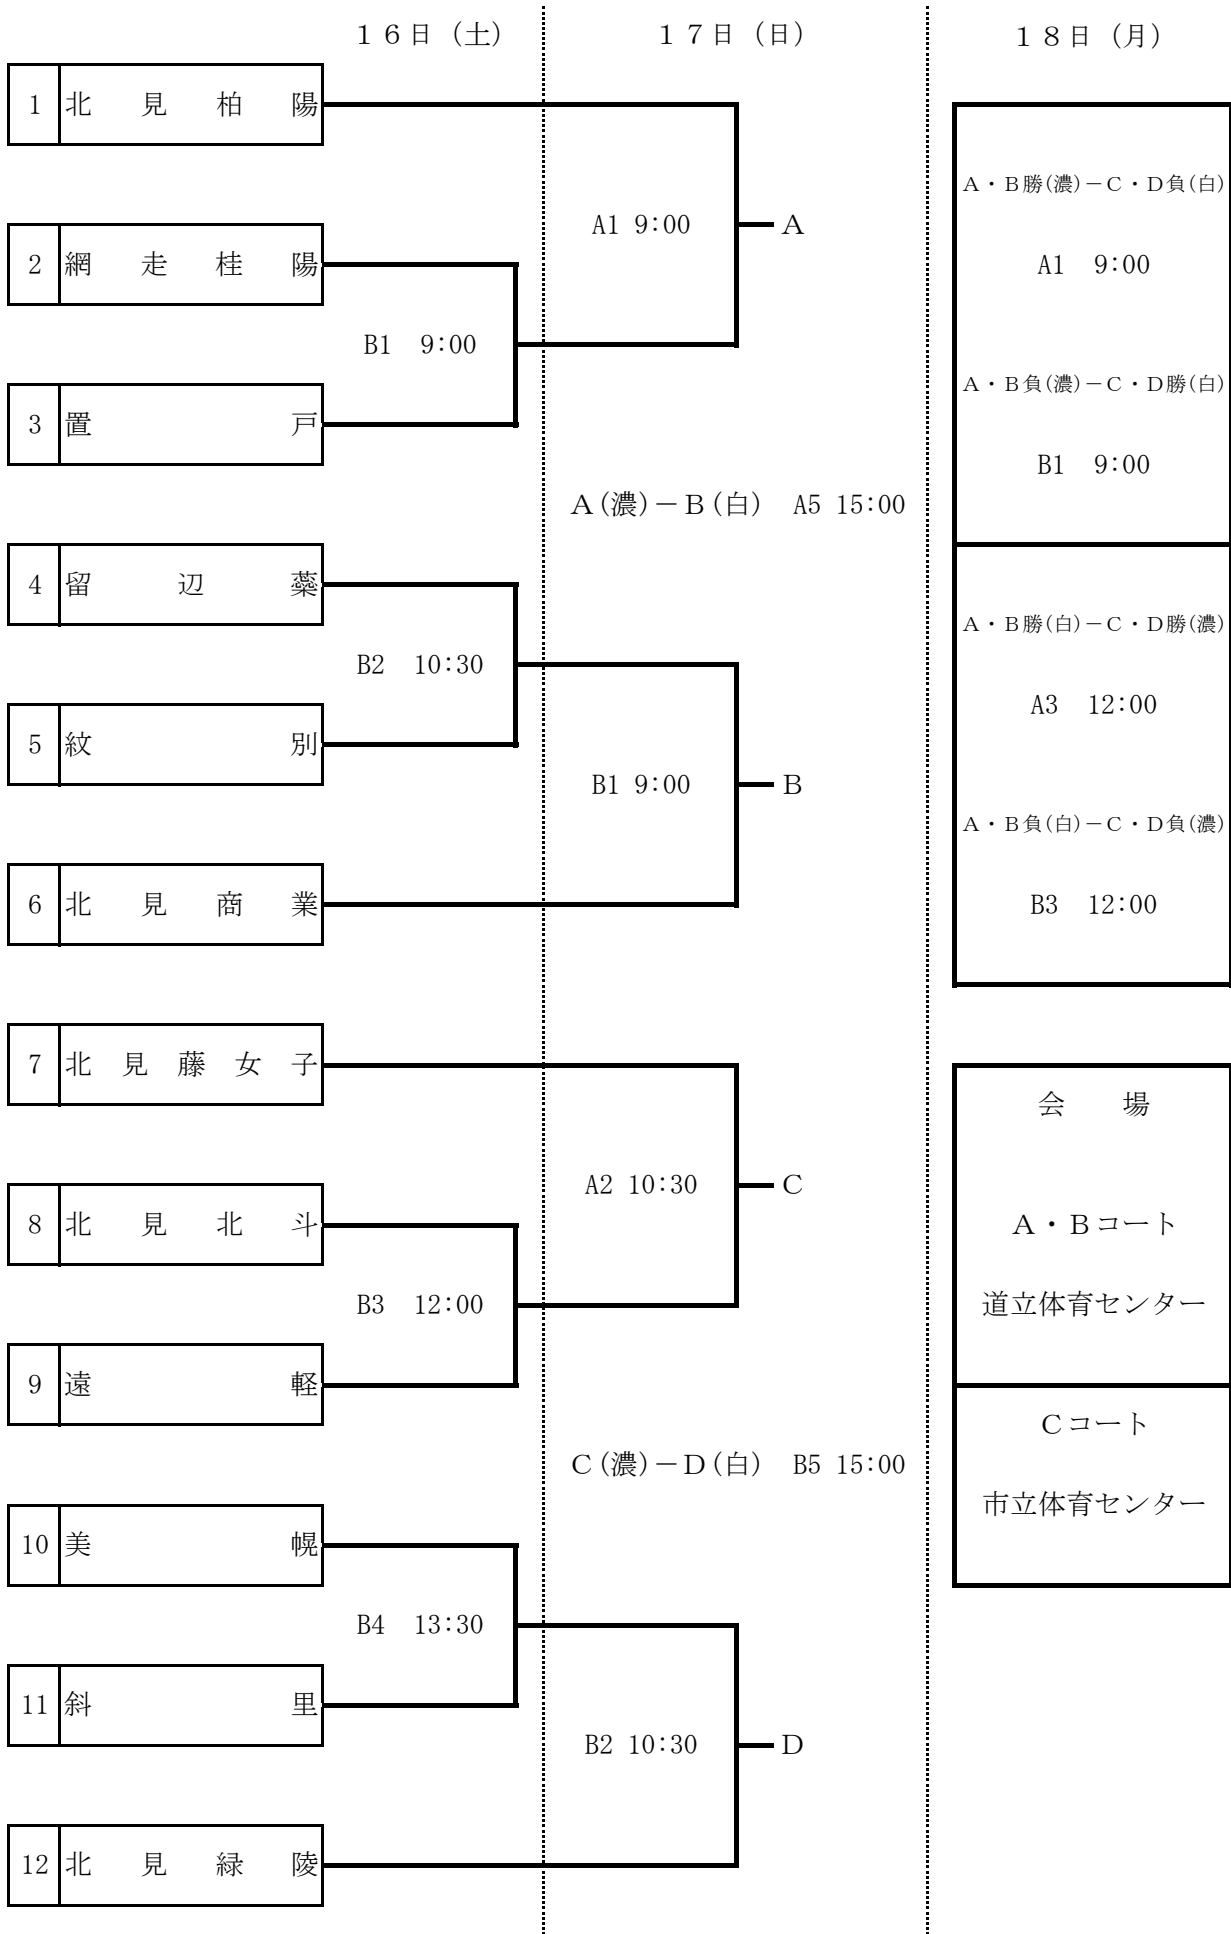 １６日（土） １７日（日） １８日（月）
1 北見柏陽
A・B勝(濃)－C・D負(白)
A1 9:00 A
2 網走桂陽
A1 9:00
B1 9:00
A・B負(濃)－C・D勝(白)
3 置戸
B1 9:00
A(濃)－B(白) A5 15:00
4 留辺蘂
A・B勝(白)－C・D勝(濃)
B2 10:30
A3 12:00
5 紋別
B1 9:00 B
A・B負(白)－C・D負(濃)
6 北見商業
B3 12:00
7 北見藤女子
会場
A2 10:30 C
8 北見北斗
A・Bコート
B3 12:00
道立体育センター
9 遠軽
Cコート
C(濃)－D(白) B5 15:00
市立体育センター
10 美幌
B4 13:30
11 斜里
B2 10:30 D
12 北見緑陵